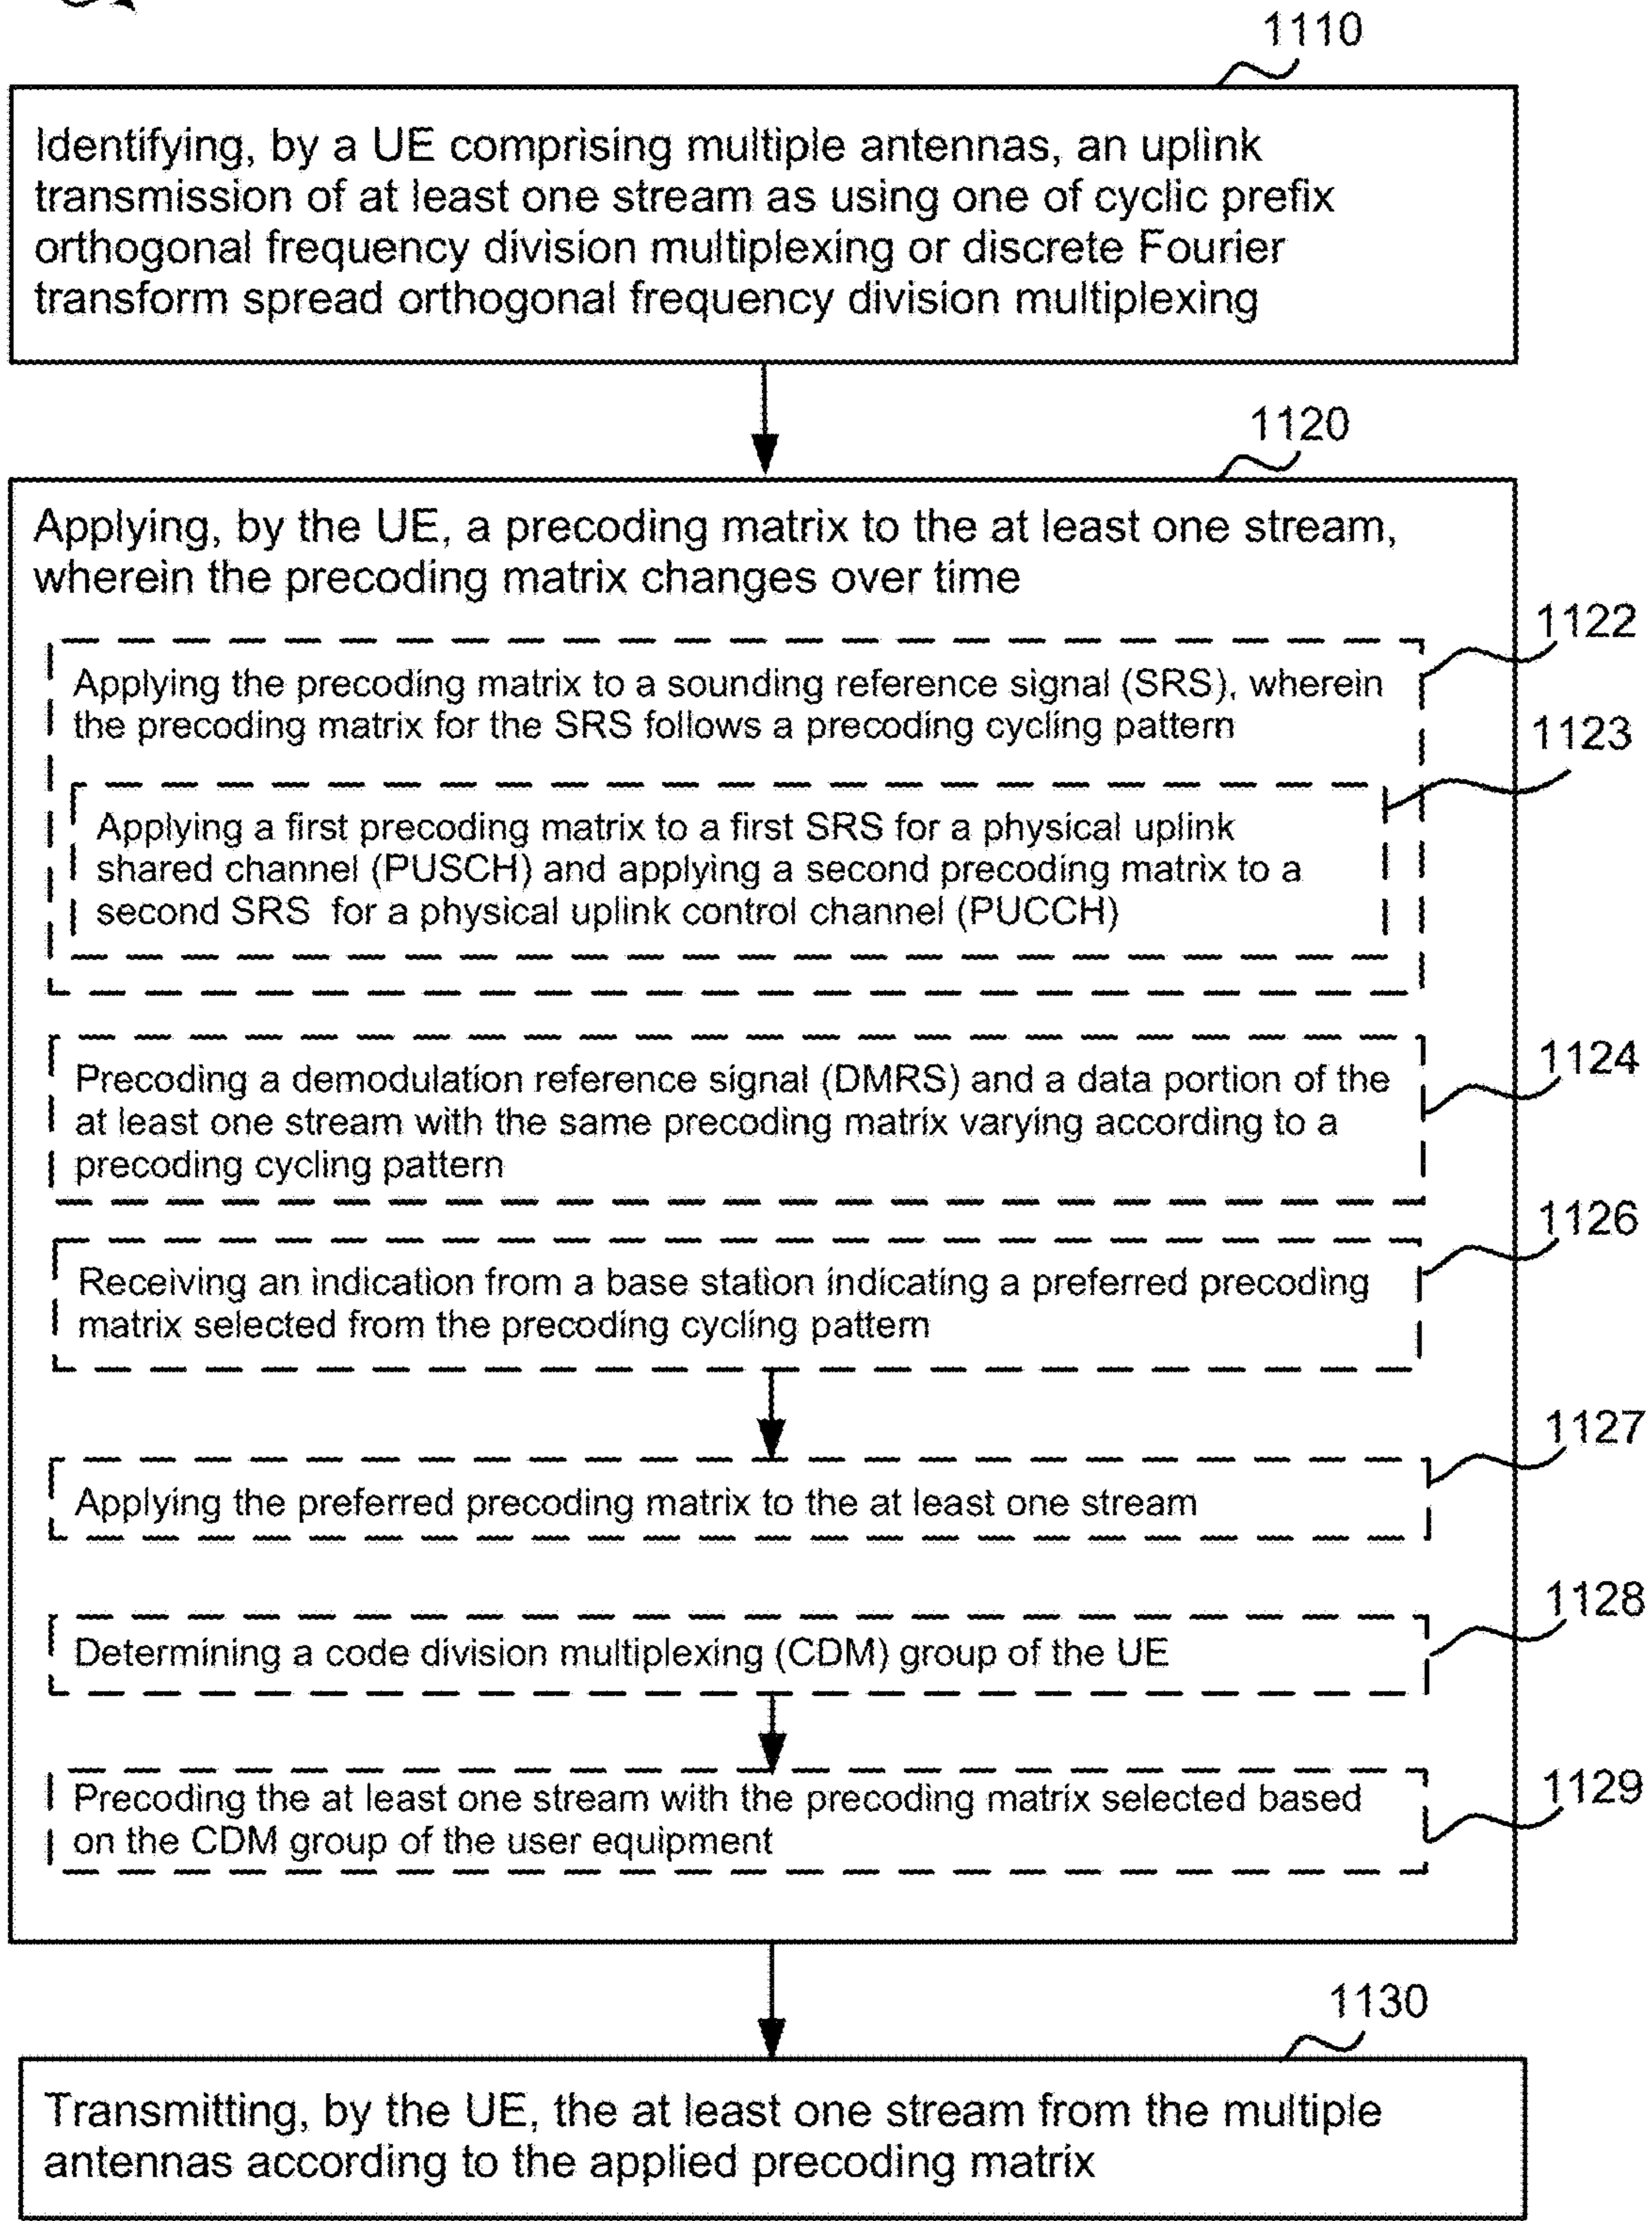 1110
Identifying, by a UE comprising multiple antennas, an uplink
transmission of at least one stream as using one of cyclic prefix
orthogonal frequency division multiplexing or discrete Fourier
transform spread orthogonal frequency division multiplexing
1120
Applying, by the UE, a precoding matrix to the at least one stream,
wherein the precoding matrix changes over time
1122
Applying the precoding matrix to a sounding reference signal (SRS), wherein
the precoding matrix for the SRS follows a precoding cycling pattern
1123
Applying a first precoding matrix to a first SRS for a physical uplink
shared channel (PUSCH) and applying a second precoding matrix to a
second SRS for a physical uplink control channel (PUCCH)
1124
Precoding a demodulation reference signal (DMRS) and a data portion of the
at least one stream with the same precoding matrix varying according to a
precoding cycling pattern
1126
Receiving an indication from a base station indicating a preferred precoding
matrix selected from the precoding cycling pattern
1127
Applying the preferred precoding matrix to the at least one stream
1128
Determining a code division multiplexing (CDM) group of the UE
1129
Precoding the at least one stream with the precoding matrix selected based
on the CDM group of the user equipment
1130
Transmitting, by the UE, the at least one stream from the multiple
antennas according to the applied precoding matrix